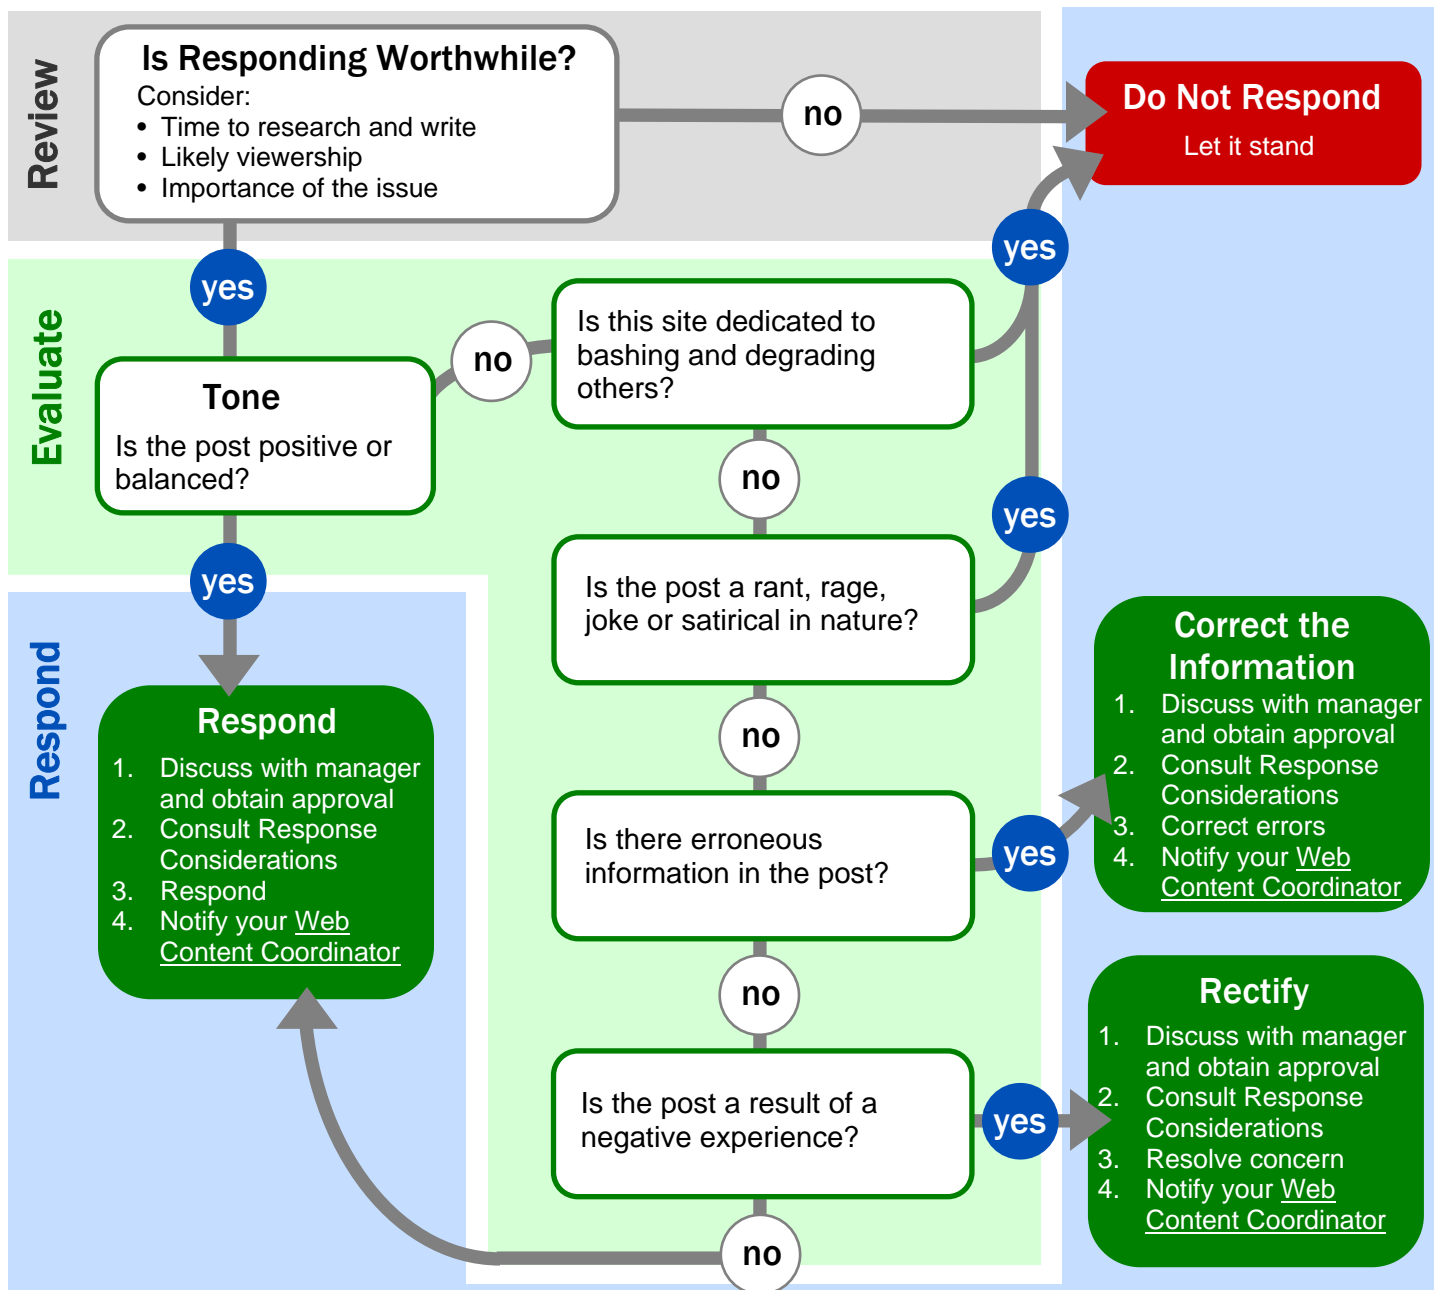 Review
Is Responding Worthwhile?
Consider:
• Time to research and write
• Likely viewership
• Importance of the issue
no
Do Not Respond
Let it stand
yes
yes
Evaluate
Tone
Is the post positive or
balanced?
no
Is this site dedicated to
bashing and degrading
others?
no
yes
yes
Is the post a rant, rage,
joke or satirical in nature?
no
Respond
Respond
1. Discuss with manager
and obtain approval
2. Consult Response
Considerations
3. Respond
4. Notify your Web
Content Coordinator
Is there erroneous
information in the post?
yes
Correct the
Information
1. Discuss with manager
and obtain approval
2. Consult Response
Considerations
3. Correct errors
4. Notify your Web
Content Coordinator
no
Is the post a result of a
negative experience?
yes
Rectify
1. Discuss with manager
and obtain approval
2. Consult Response
Considerations
3. Resolve concern
4. Notify your Web
Content Coordinator
no